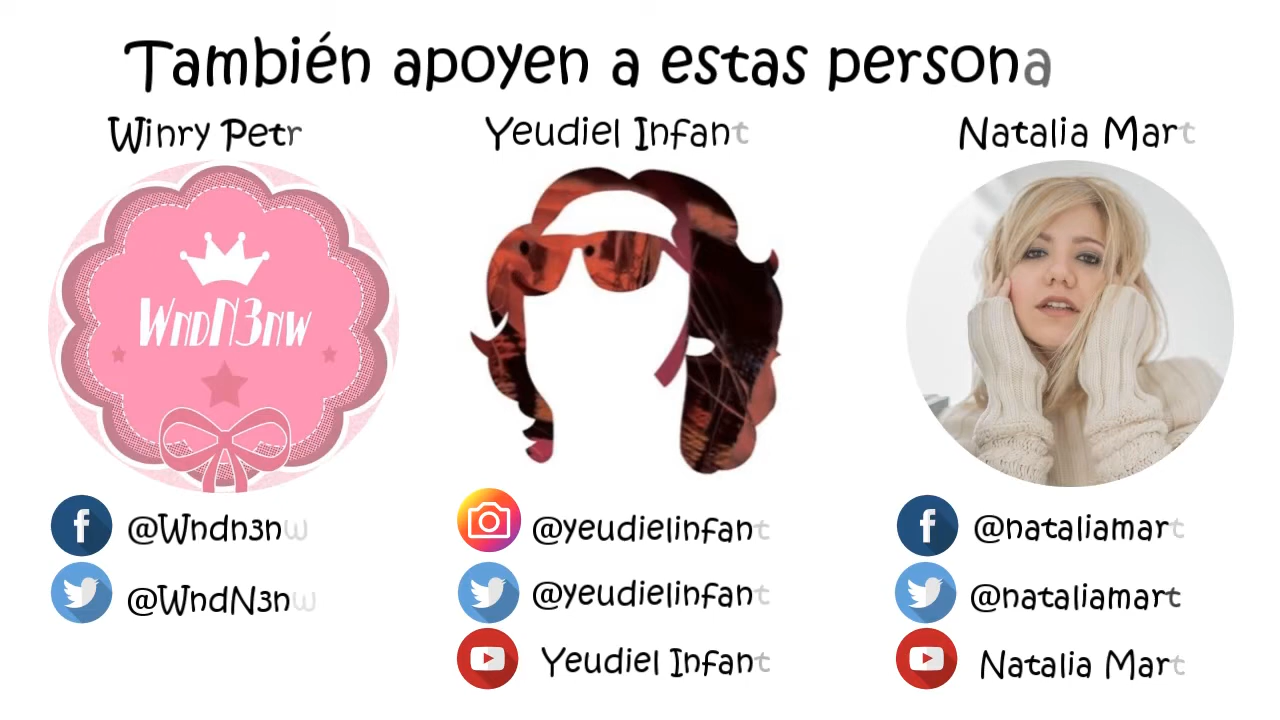 También apoyen a estas persona
Winry Petr
Yeudiel Infant
Natalia Mart
WndN3nw
@Wndn3nw
@yeudielinfant
@nataliamart
@WndN3nw
@yeudielinfant
@nataliamart
Yeudiel Infant
Natalia Mart